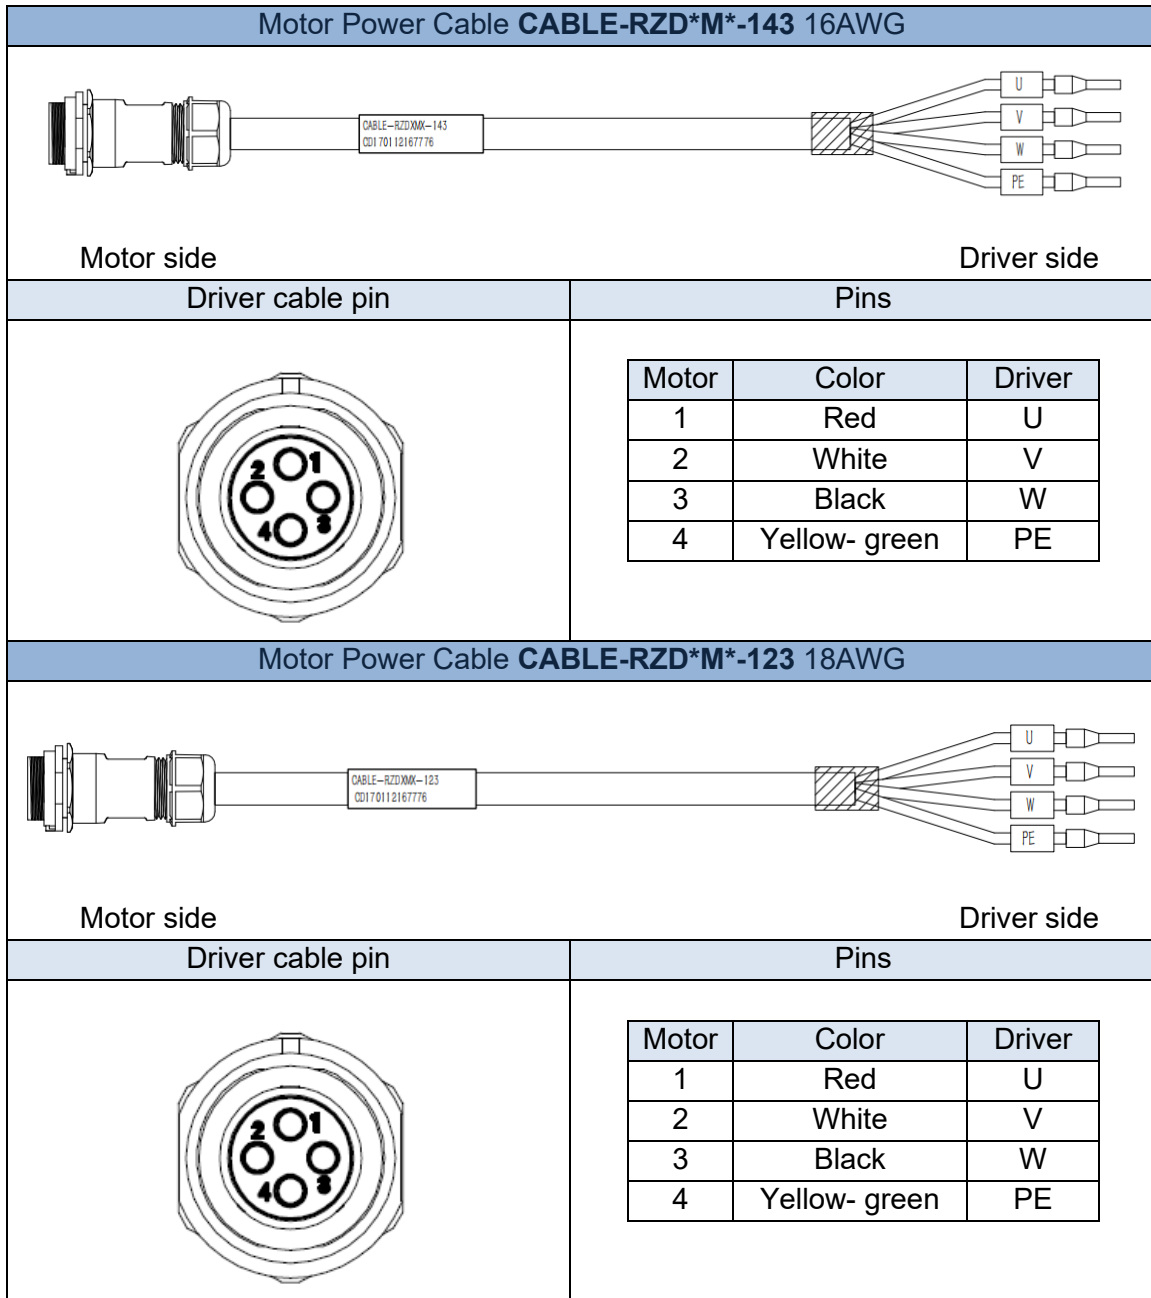 Motor Power Cable CABLE-RZD*M*-143 16AWG
U
CABLE-RZDXMX-143
CD170112167776
V
W
PE
Motor side Driver side
Driver cable pin Pins
Motor Color Driver
1 Red U
2 White V
3 Black W
4 Yellow- green PE
2 1
4 3
Motor Power Cable CABLE-RZD*M*-123 18AWG
U
CABLE-RZDXMX-123
CD170112167776
V
W
PE
Motor side Driver side
Driver cable pin Pins
Motor Color Driver
1 Red U
2 White V
3 Black W
4 Yellow- green PE
2 1
4 3